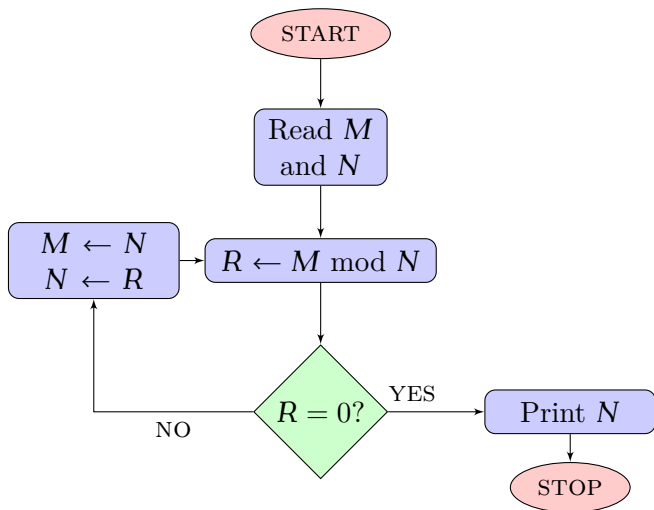 START
Read M
and N
M ← N
N ← R
R ← M mod N
R = 0?
YES
NO
Print N
STOP